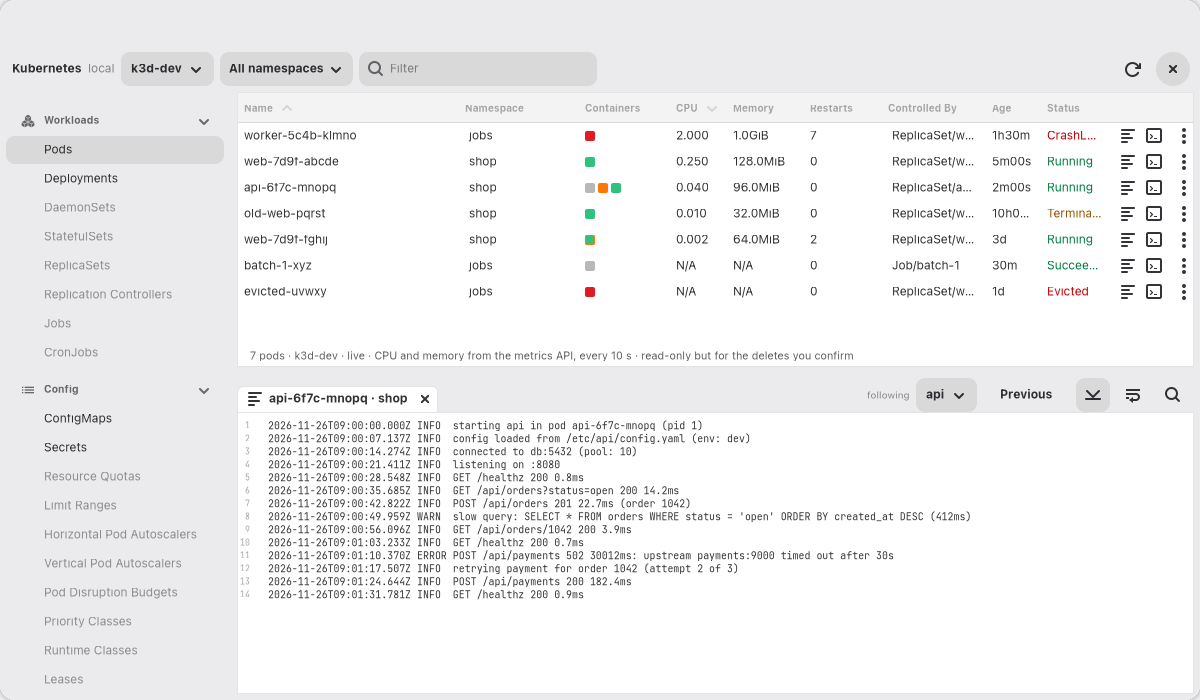 Kubernetes local k3d-dev All namespaces Filter
Workloads
Pods
Deployments
DaemonSets
StatefulSets
ReplicaSets
Replication Controllers
Jobs
CronJobs
Config
ConfigMaps
Secrets
Resource Quotas
Limit Ranges
Horizontal Pod Autoscalers
Vertical Pod Autoscalers
Pod Disruption Budgets
Priority Classes
Runtime Classes
Leases
Name Namespace Containers CPU Memory Restarts Controlled By Age Status
worker-5c4b-klmno jobs 2.000 1.0GiB 7 ReplicaSet/w... 1h30m CrashL...
web-7d9f-abcde shop 0.250 128.0MiB 0 ReplicaSet/w... 5m00s Running
api-6f7c-mnopq shop 0.040 96.0MiB 0 ReplicaSet/a... 2m00s Running
old-web-pqrst shop 0.010 32.0MiB 0 ReplicaSet/w... 10h0... Termina...
web-7d9f-fghij shop 0.002 64.0MiB 2 ReplicaSet/w... 3d Running
batch-1-xyz jobs N/A N/A 0 Job/batch-1 30m Succee...
evicted-uvwxy jobs N/A N/A 0 ReplicaSet/w... 1d Evicted
7 pods · k3d-dev · live · CPU and memory from the metrics API, every 10 s · read-only but for the deletes you confirm
api-6f7c-mnopq · shop following api Previous
1 2026-11-26T09:00:00.000Z INFO starting api in pod api-6f7c-mnopq (pid 1)
2 2026-11-26T09:00:07.137Z INFO config loaded from /etc/api/config.yaml (env: dev)
3 2026-11-26T09:00:14.274Z INFO connected to db:5432 (pool: 10)
4 2026-11-26T09:00:21.411Z INFO listening on :8080
5 2026-11-26T09:00:28.548Z INFO GET /healthz 200 0.8ms
6 2026-11-26T09:00:35.685Z INFO GET /api/orders?status=open 200 14.2ms
7 2026-11-26T09:00:42.822Z INFO POST /api/orders 201 22.7ms (order 1042)
8 2026-11-26T09:00:49.959Z WARN slow query: SELECT * FROM orders WHERE status = 'open' ORDER BY created_at DESC (412ms)
9 2026-11-26T09:00:56.096Z INFO GET /api/orders/1042 200 3.9ms
10 2026-11-26T09:01:03.233Z INFO GET /healthz 200 0.7ms
11 2026-11-26T09:01:10.370Z ERROR POST /api/payments 502 30012ms: upstream payments:9000 timed out after 30s
12 2026-11-26T09:01:17.507Z INFO retrying payment for order 1042 (attempt 2 of 3)
13 2026-11-26T09:01:24.644Z INFO POST /api/payments 200 182.4ms
14 2026-11-26T09:01:31.781Z INFO GET /healthz 200 0.9ms